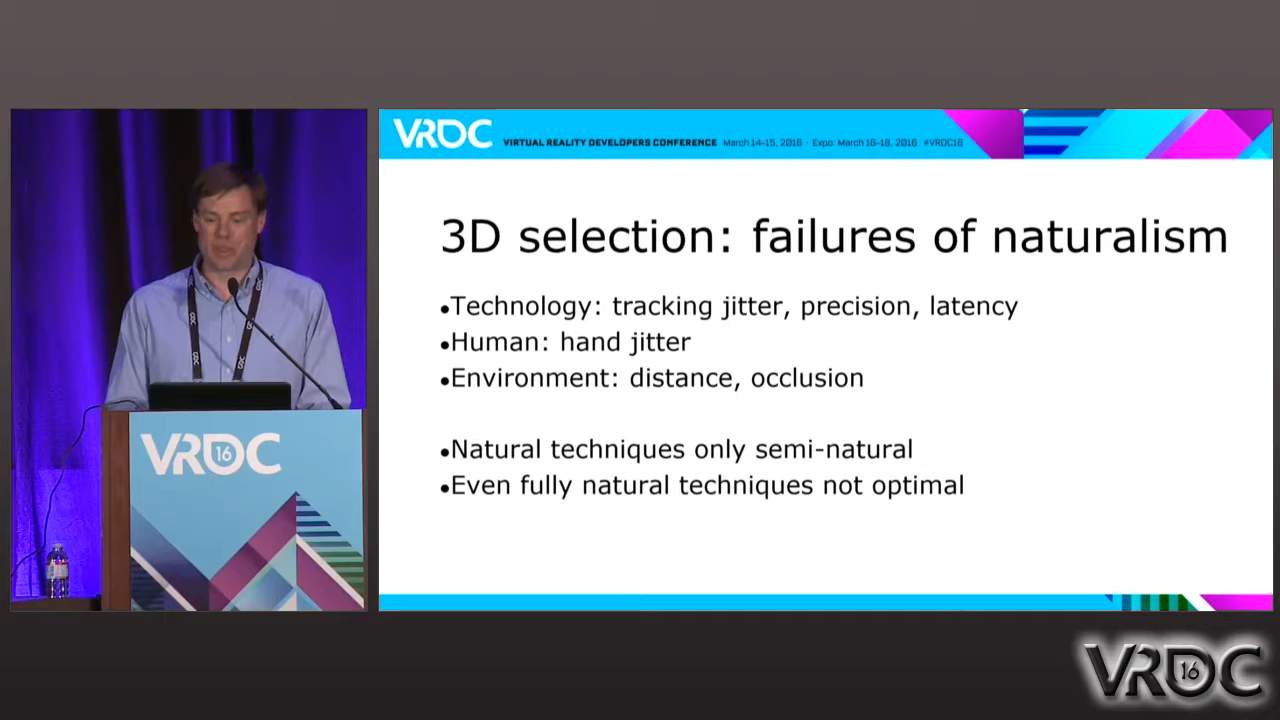 VRDC VIRTUAL REALITY DEVELOPERS CONFERENCE March 14-15, 2016 · Expo: March 16-18, 2016 #VRDC16
3D selection: failures of naturalism
•Technology: tracking jitter, precision, latency
•Human: hand jitter
•Environment: distance, occlusion
•Natural techniques only semi-natural
•Even fully natural techniques not optimal
VRDC 16
VRDC 16